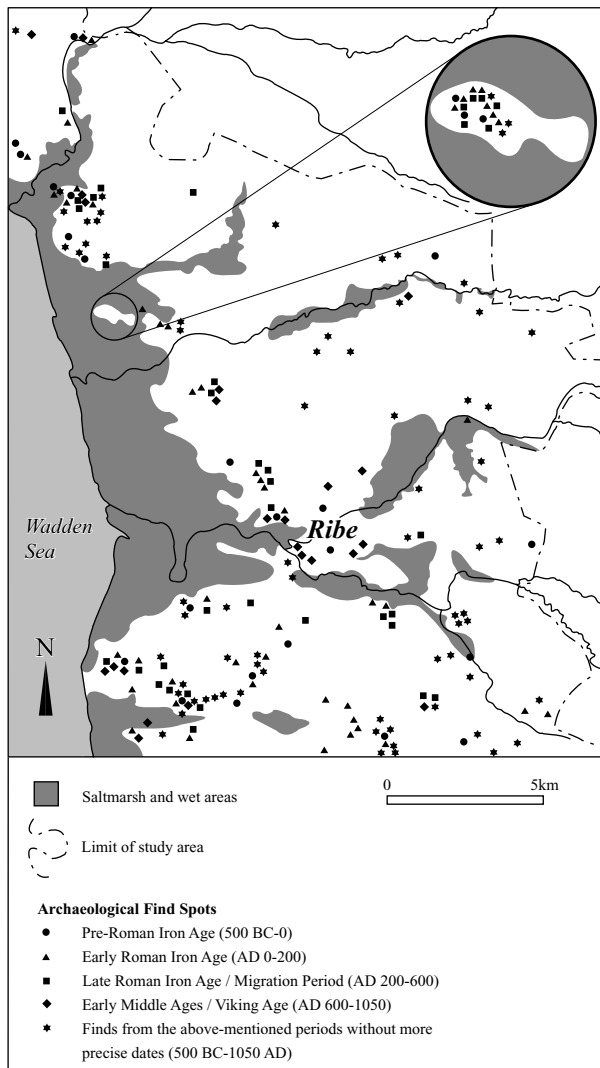 Ribe
Wadden
Sea
N
Saltmarsh and wet areas
0 5km
Limit of study area
Archaeological Find Spots
Pre-Roman Iron Age (500 BC-0)
Early Roman Iron Age (AD 0-200)
Late Roman Iron Age / Migration Period (AD 200-600)
Early Middle Ages / Viking Age (AD 600-1050)
Finds from the above-mentioned periods without more
precise dates (500 BC-1050 AD)